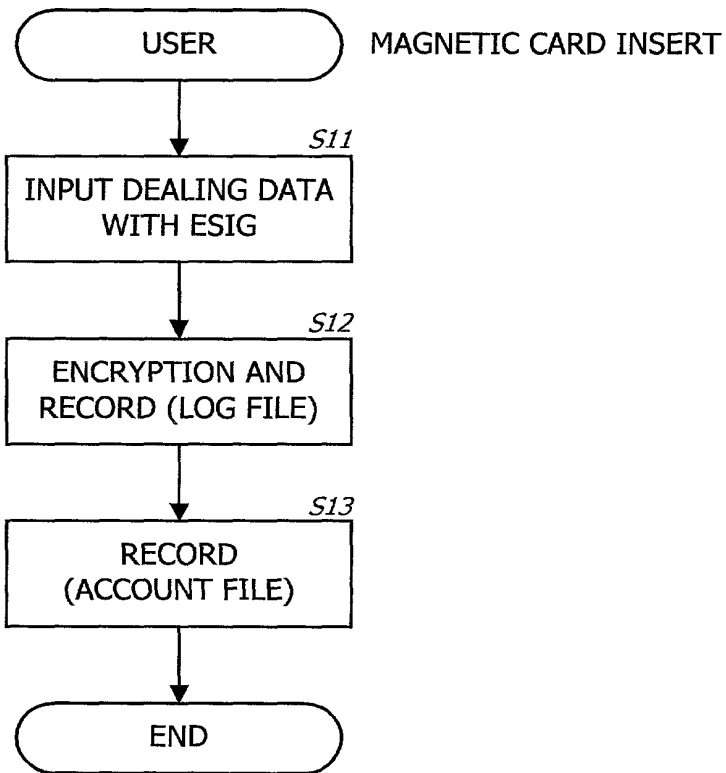 USER MAGNETIC CARD INSERT
S11
INPUT DEALING DATA
WITH ESIG
S12
ENCRYPTION AND
RECORD (LOG FILE)
S13
RECORD
(ACCOUNT FILE)
END